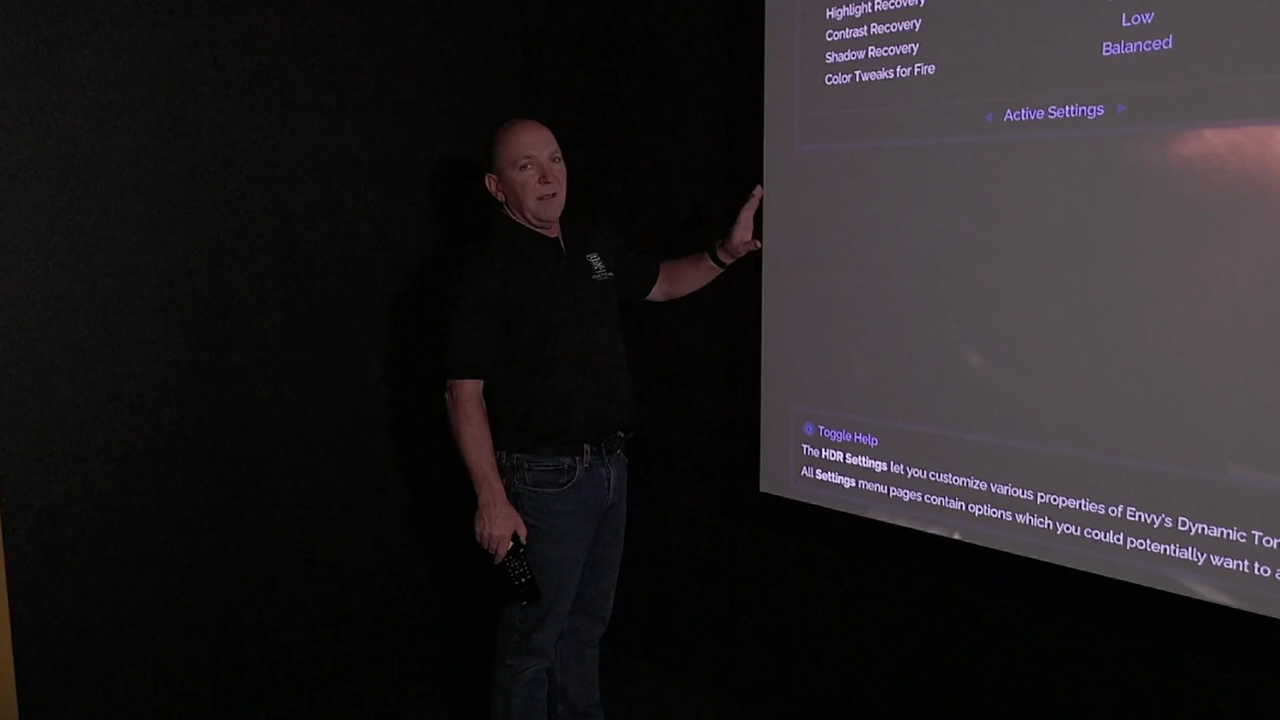 Highlight Recovery
Contrast Recovery
Low
Shadow Recovery
Balanced
Color Tweaks for Fire
Active Settings
Toggle Help
The HDR Settings let you customize various properties of Envy's Dynamic
All Settings menu pages contain options which you could potentially want to